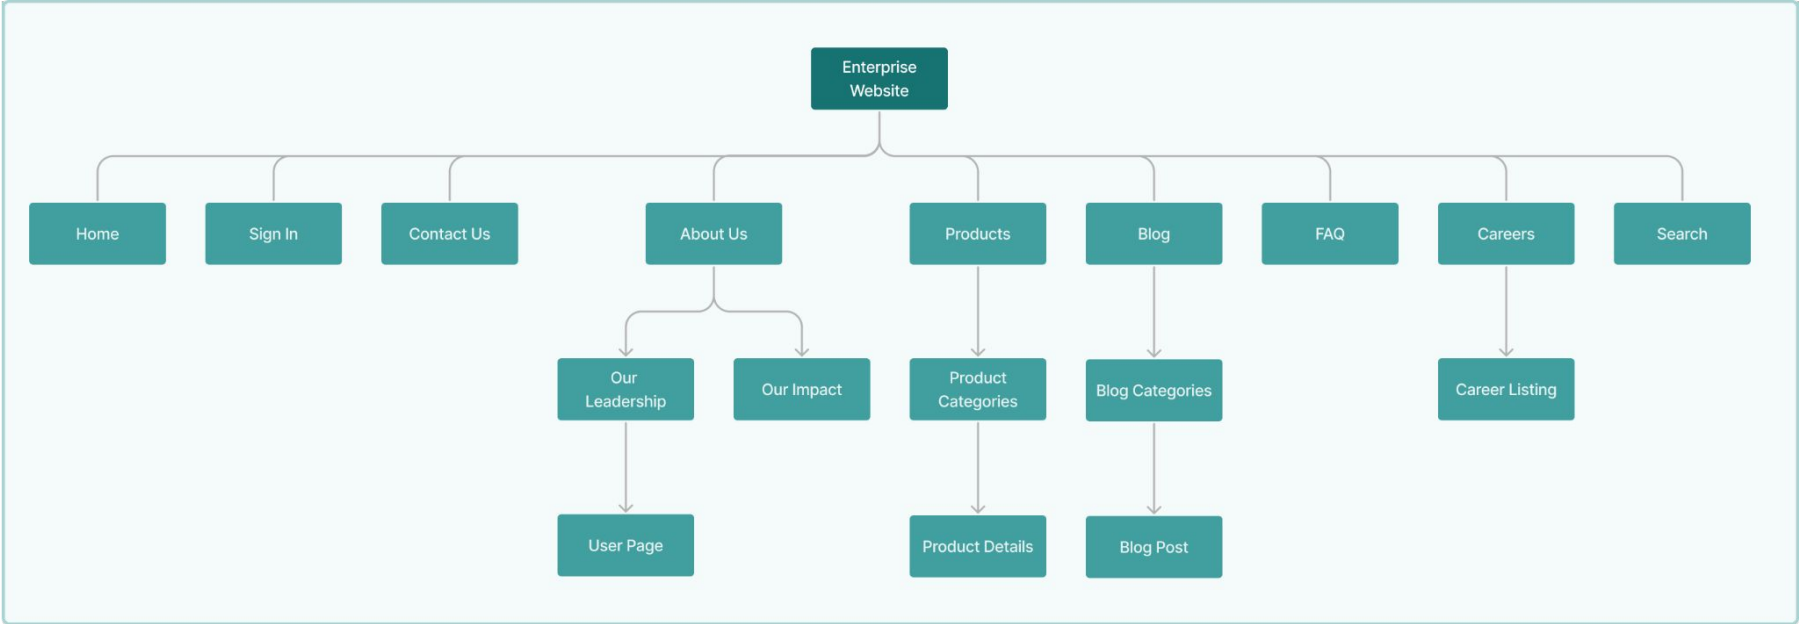 Enterprise
Website
Home
Sign In
Contact Us
About Us
Products
Blog
FAQ
Careers
Search
Our
Leadership
Our Impact
Product
Categories
Blog Categories
Career Listing
User Page
Product Details
Blog Post